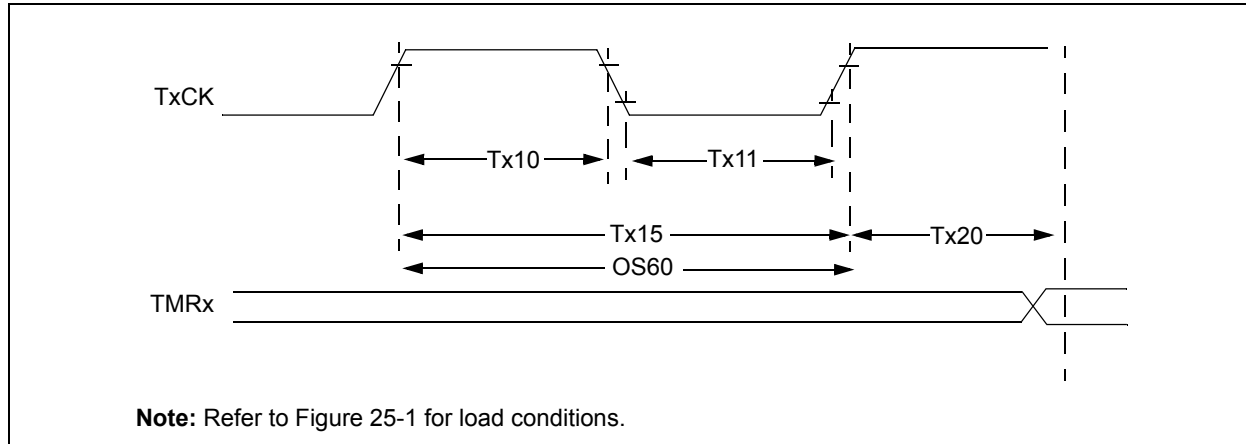 TxCK
Tx10
Tx11
Tx15
Tx20
OS60
TMRx
Note: Refer to Figure 25-1 for load conditions.